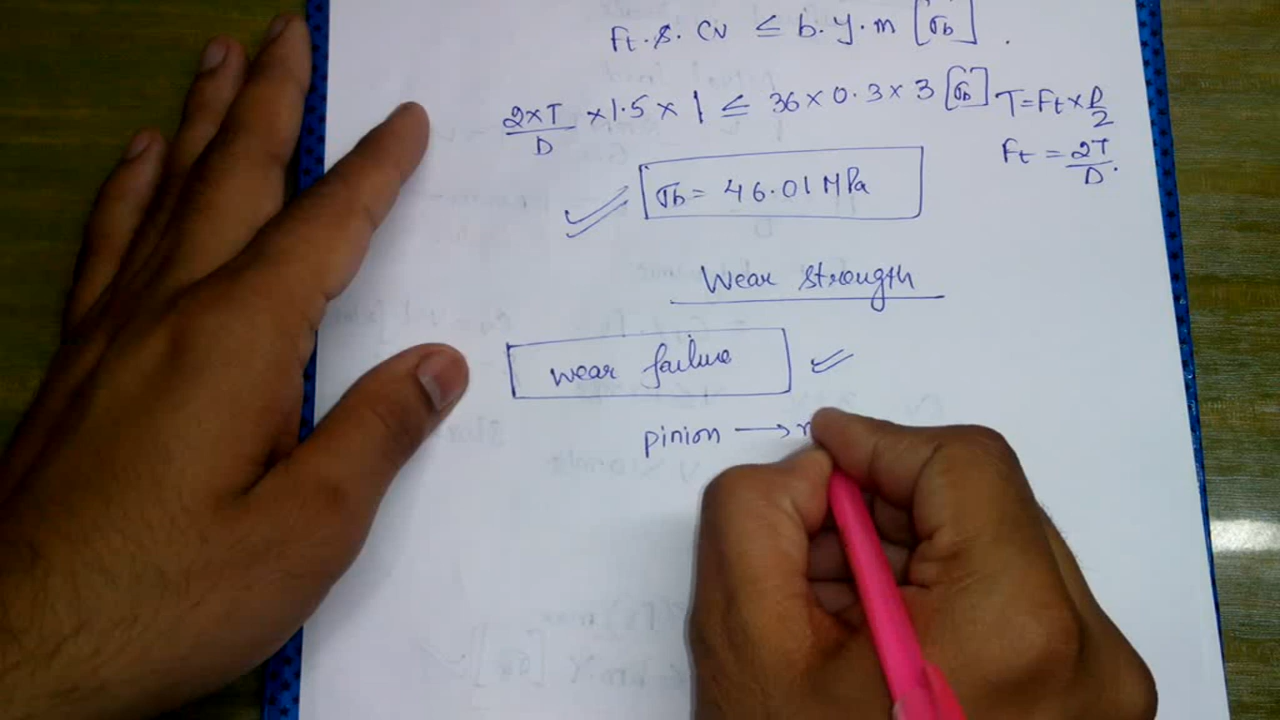 Ft. S. Cv ≤ b. y. m [σb].
2×T/D × 1.5 × 1 ≤ 36 × 0.3 × 3 [σb]
T = Ft × D/2
Ft = 2T/D.
σb = 46.01 MPa
Wear Strength
wear failure
pinion →